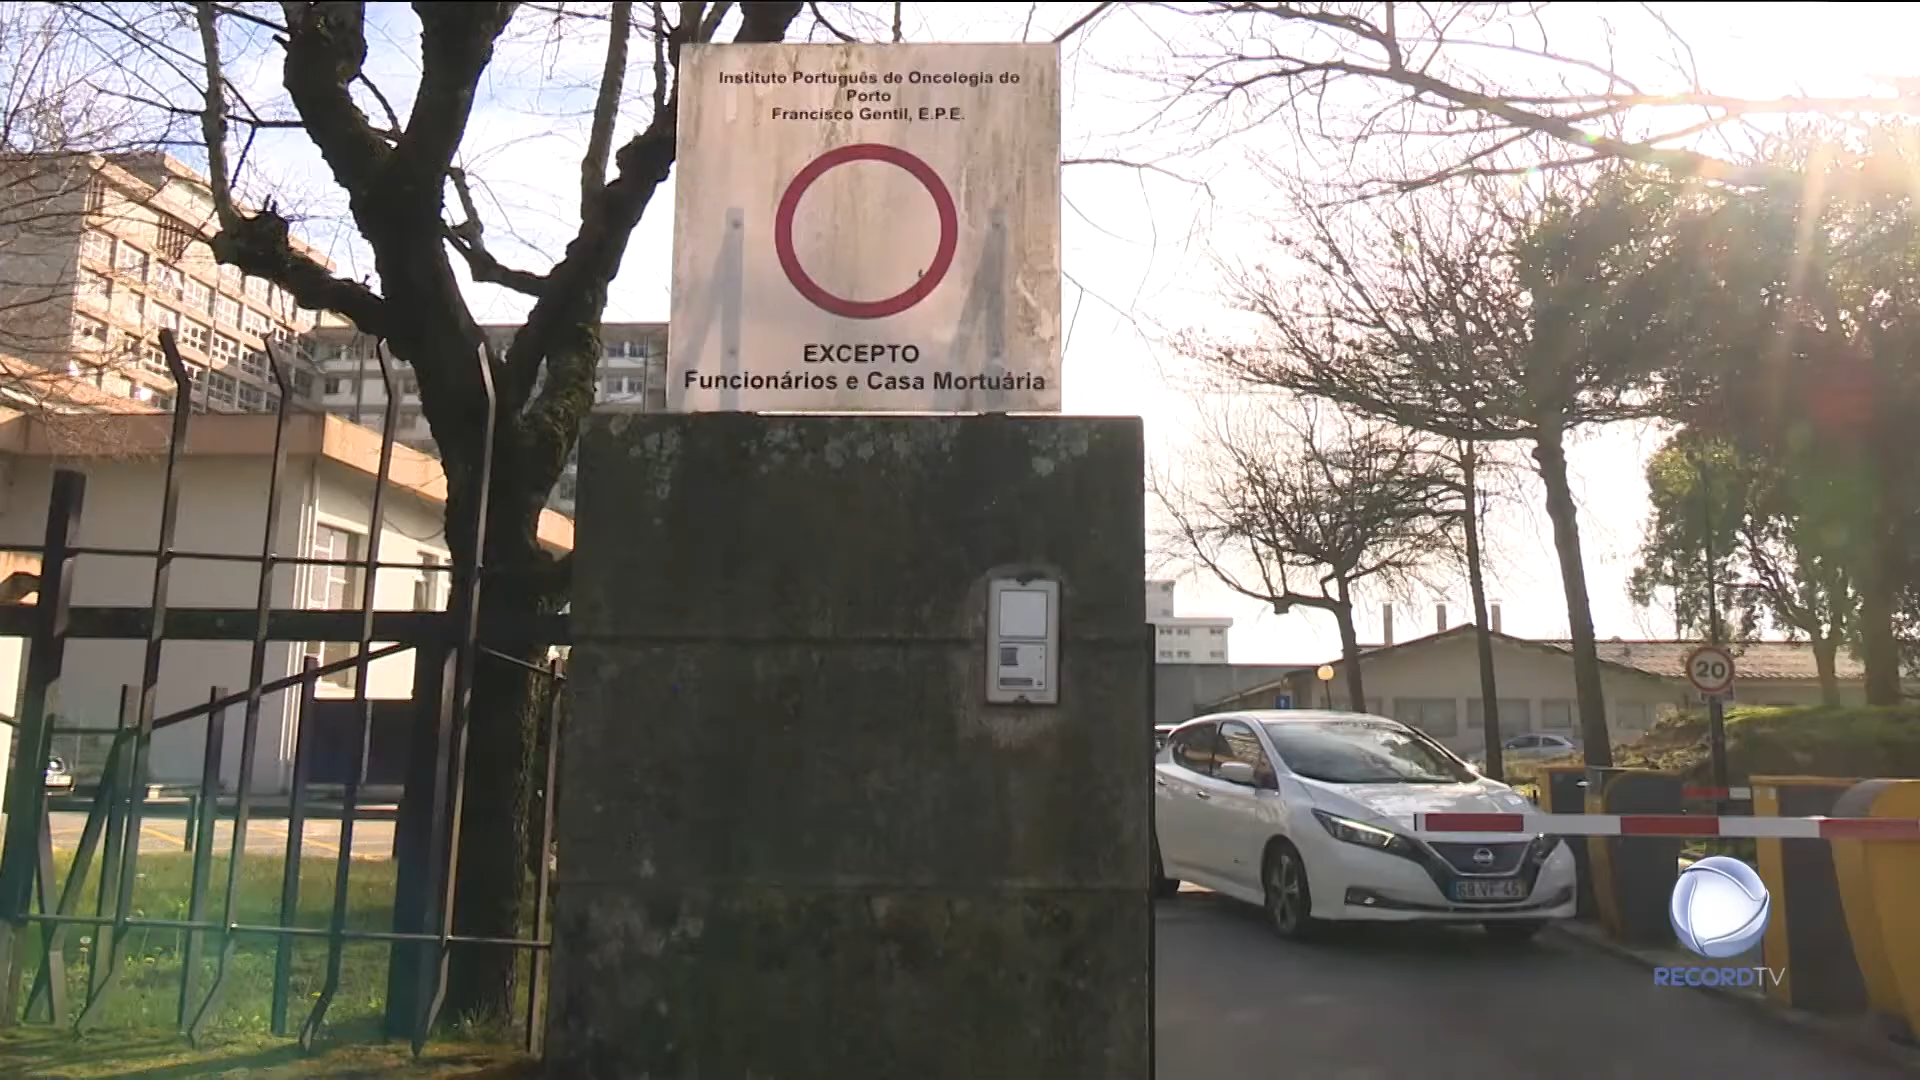 Instituto Português de Oncologia do
Porto
Francisco Gentil, E.P.E.
EXCEPTO
Funcionários e Casa Mortuária
20
RECORDTV